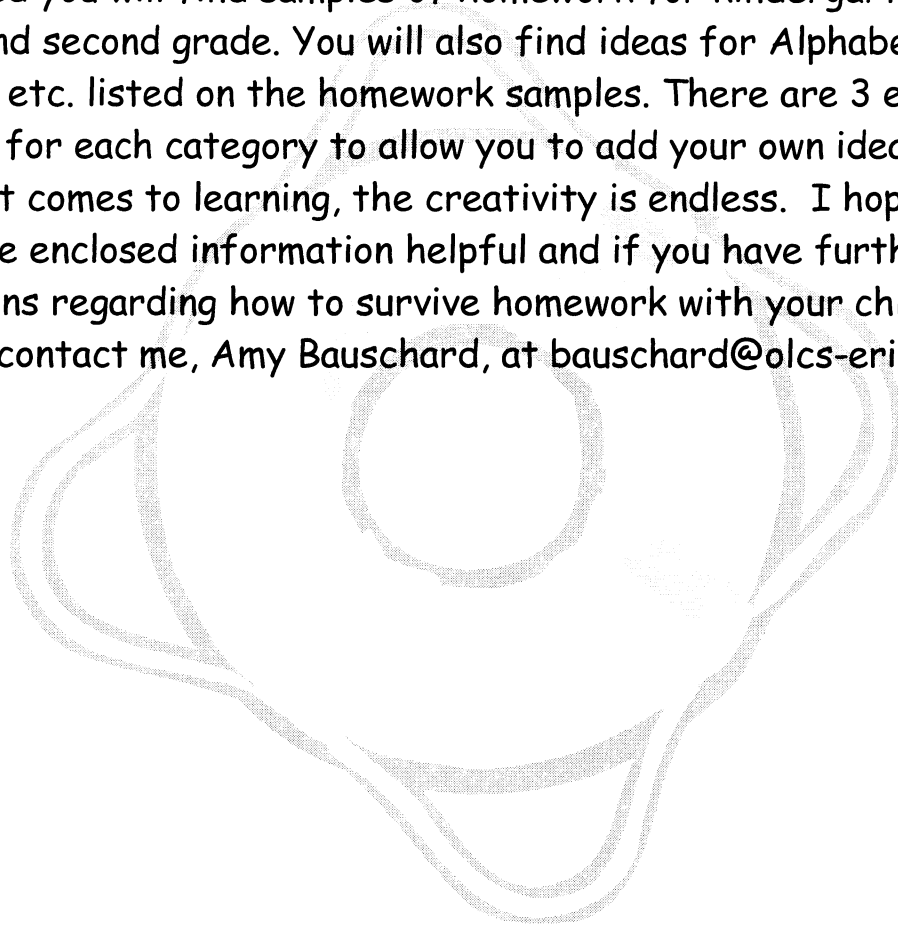 you will find samples of homework for Kindergar
nd second grade. You will also find ideas for Alphabe
etc. listed on the homework samples. There are 3 e
for each category to allow you to add your own idea
t comes to learning, the creativity is endless. I hop
e enclosed information helpful and if you have furth
ns regarding how to survive homework with your ch
contact me, Amy Bauschard, at bauschard@olcs-eri